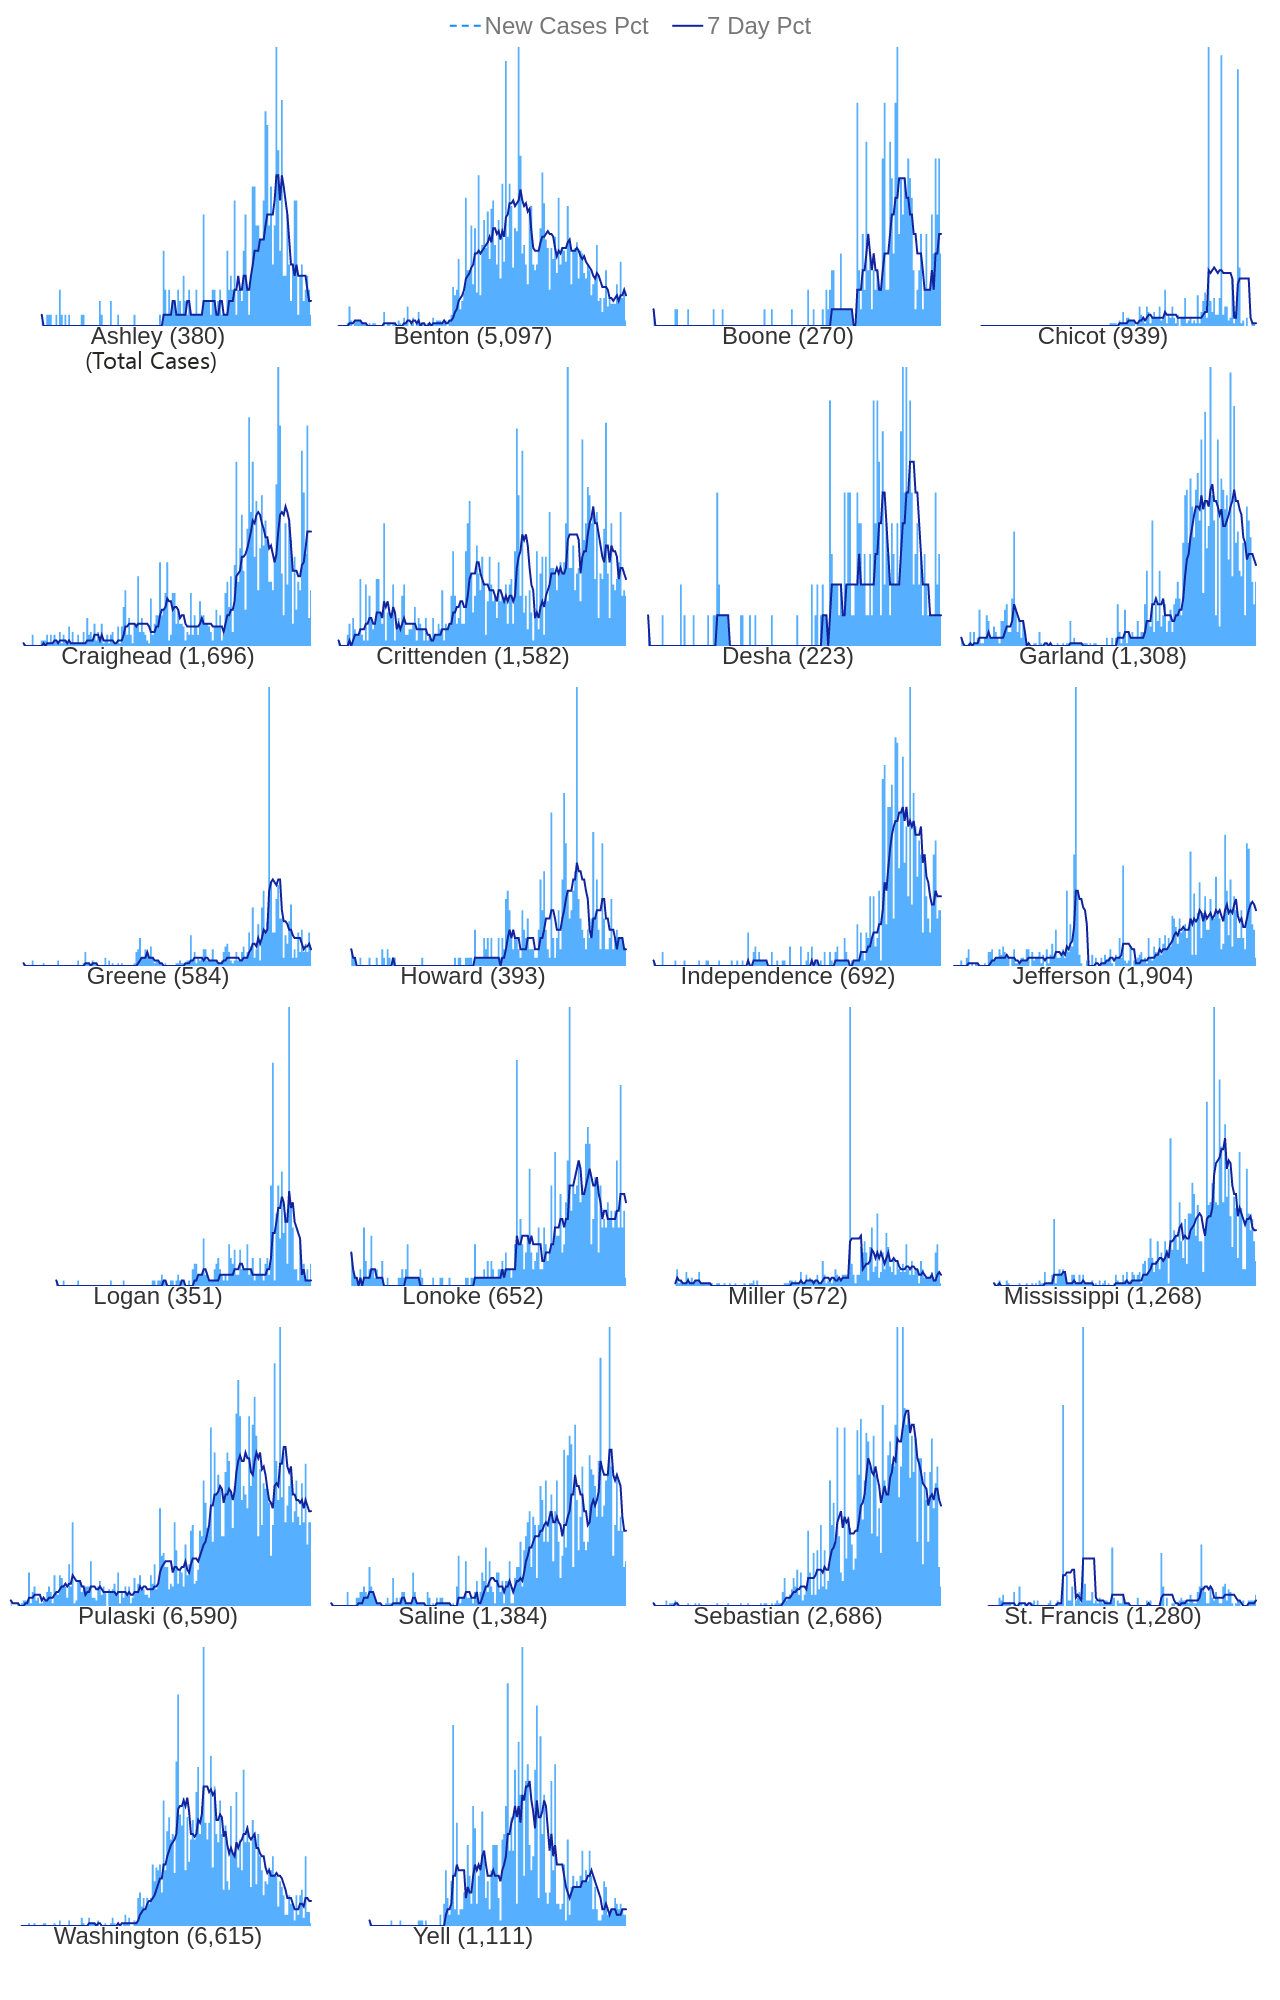 New Cases Pct 7 Day Pct
Ashley (380) Benton (5,097) Boone (270) Chicot (939)
(Total Cases)
Craighead (1,696) Crittenden (1,582) Desha (223) Garland (1,308)
Greene (584) Howard (393) Independence (692) Jefferson (1,904)
Logan (351) Lonoke (652) Miller (572) Mississippi (1,268)
Pulaski (6,590) Saline (1,384) Sebastian (2,686) St. Francis (1,280)
Washington (6,615) Yell (1,111)